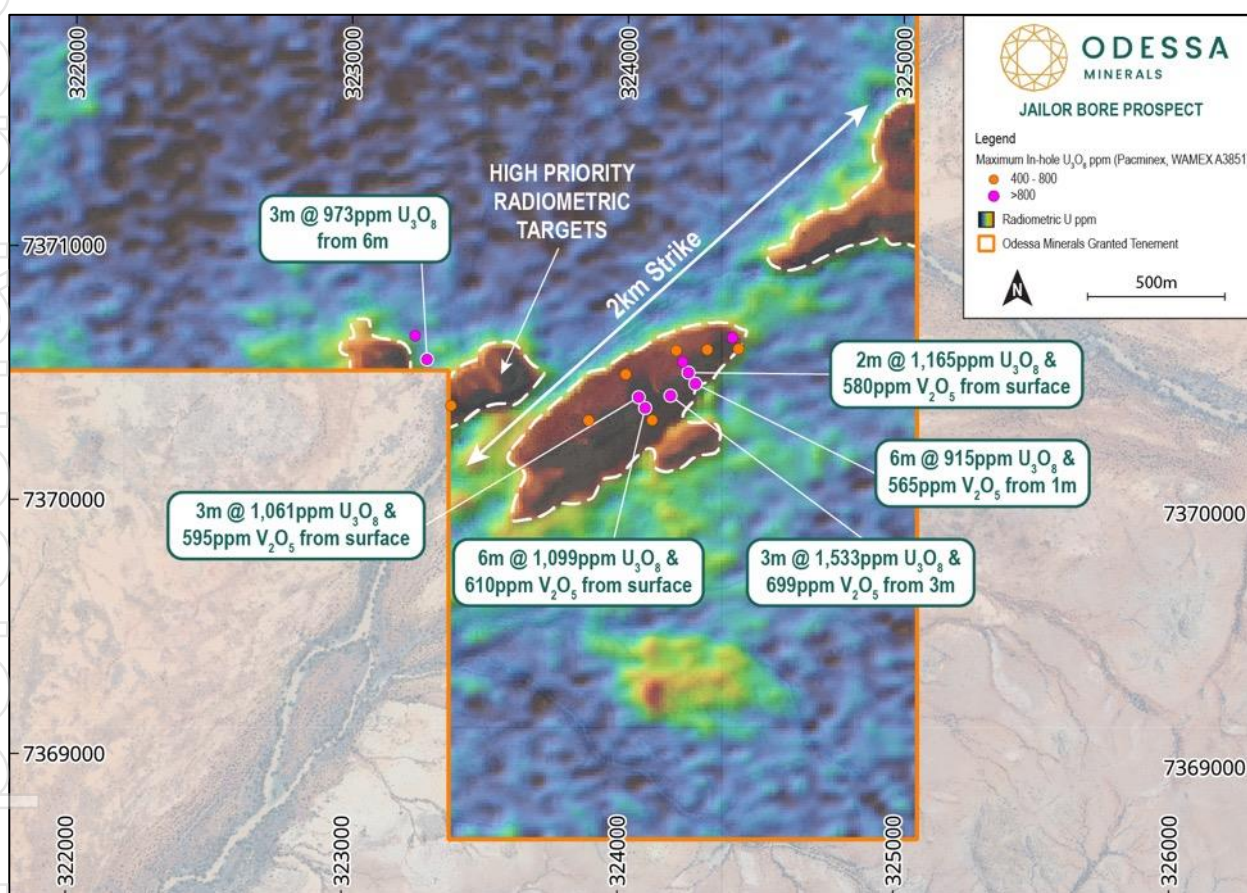 322000
323000
324000
325000
ODESSA
MINERALS
JAILOR BORE PROSPECT
Legend
Maximum In-hole U₃O₈ ppm (Pacminex, WAMEX A3851
400 - 800
>800
Radiometric U ppm
Odessa Minerals Granted Tenement
N
500m
HIGH PRIORITY
RADIOMETRIC
TARGETS
3m @ 973ppm U₃O₈
from 6m
7371000
2km Strike
2m @ 1,165ppm U₃O₈ &
580ppm V₂O₅ from surface
6m @ 915ppm U₃O₈ &
565ppm V₂O₅ from 1m
7370000
7370000
3m @ 1,061ppm U₃O₈ &
595ppm V₂O₅ from surface
6m @ 1,099ppm U₃O₈ &
610ppm V₂O₅ from surface
3m @ 1,533ppm U₃O₈ &
699ppm V₂O₅ from 3m
7369000
7369000
322000
323000
324000
325000
326000